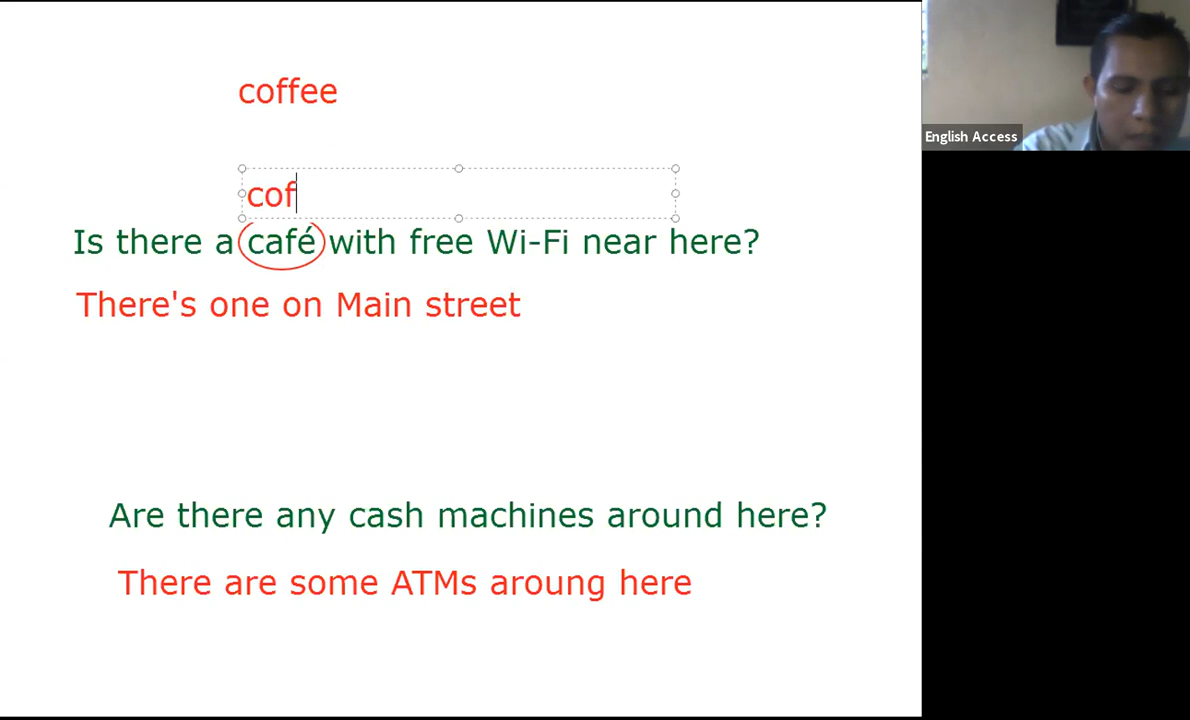 coffee
English Access
cof
Is there a café with free Wi-Fi near here?
There's one on Main street
Are there any cash machines around here?
There are some ATMs aroung here